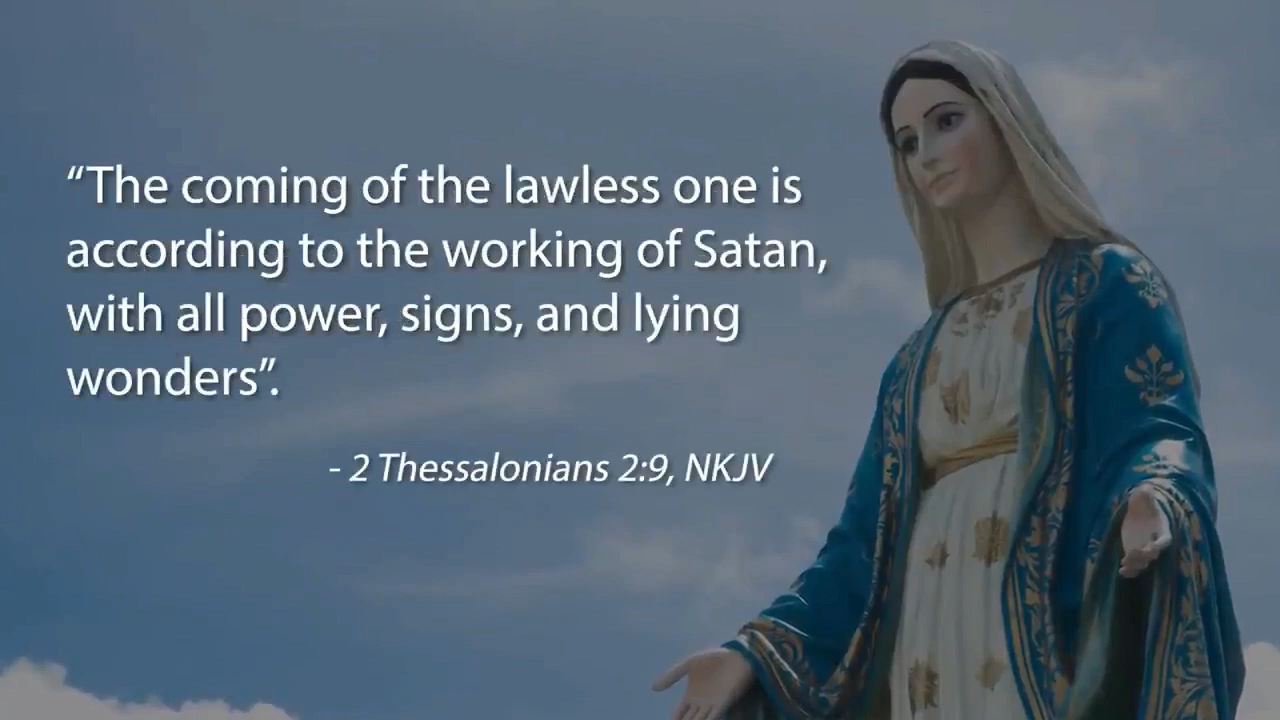 “The coming of the lawless one is
according to the working of Satan,
with all power, signs, and lying
wonders”.
- 2 Thessalonians 2:9, NKJV